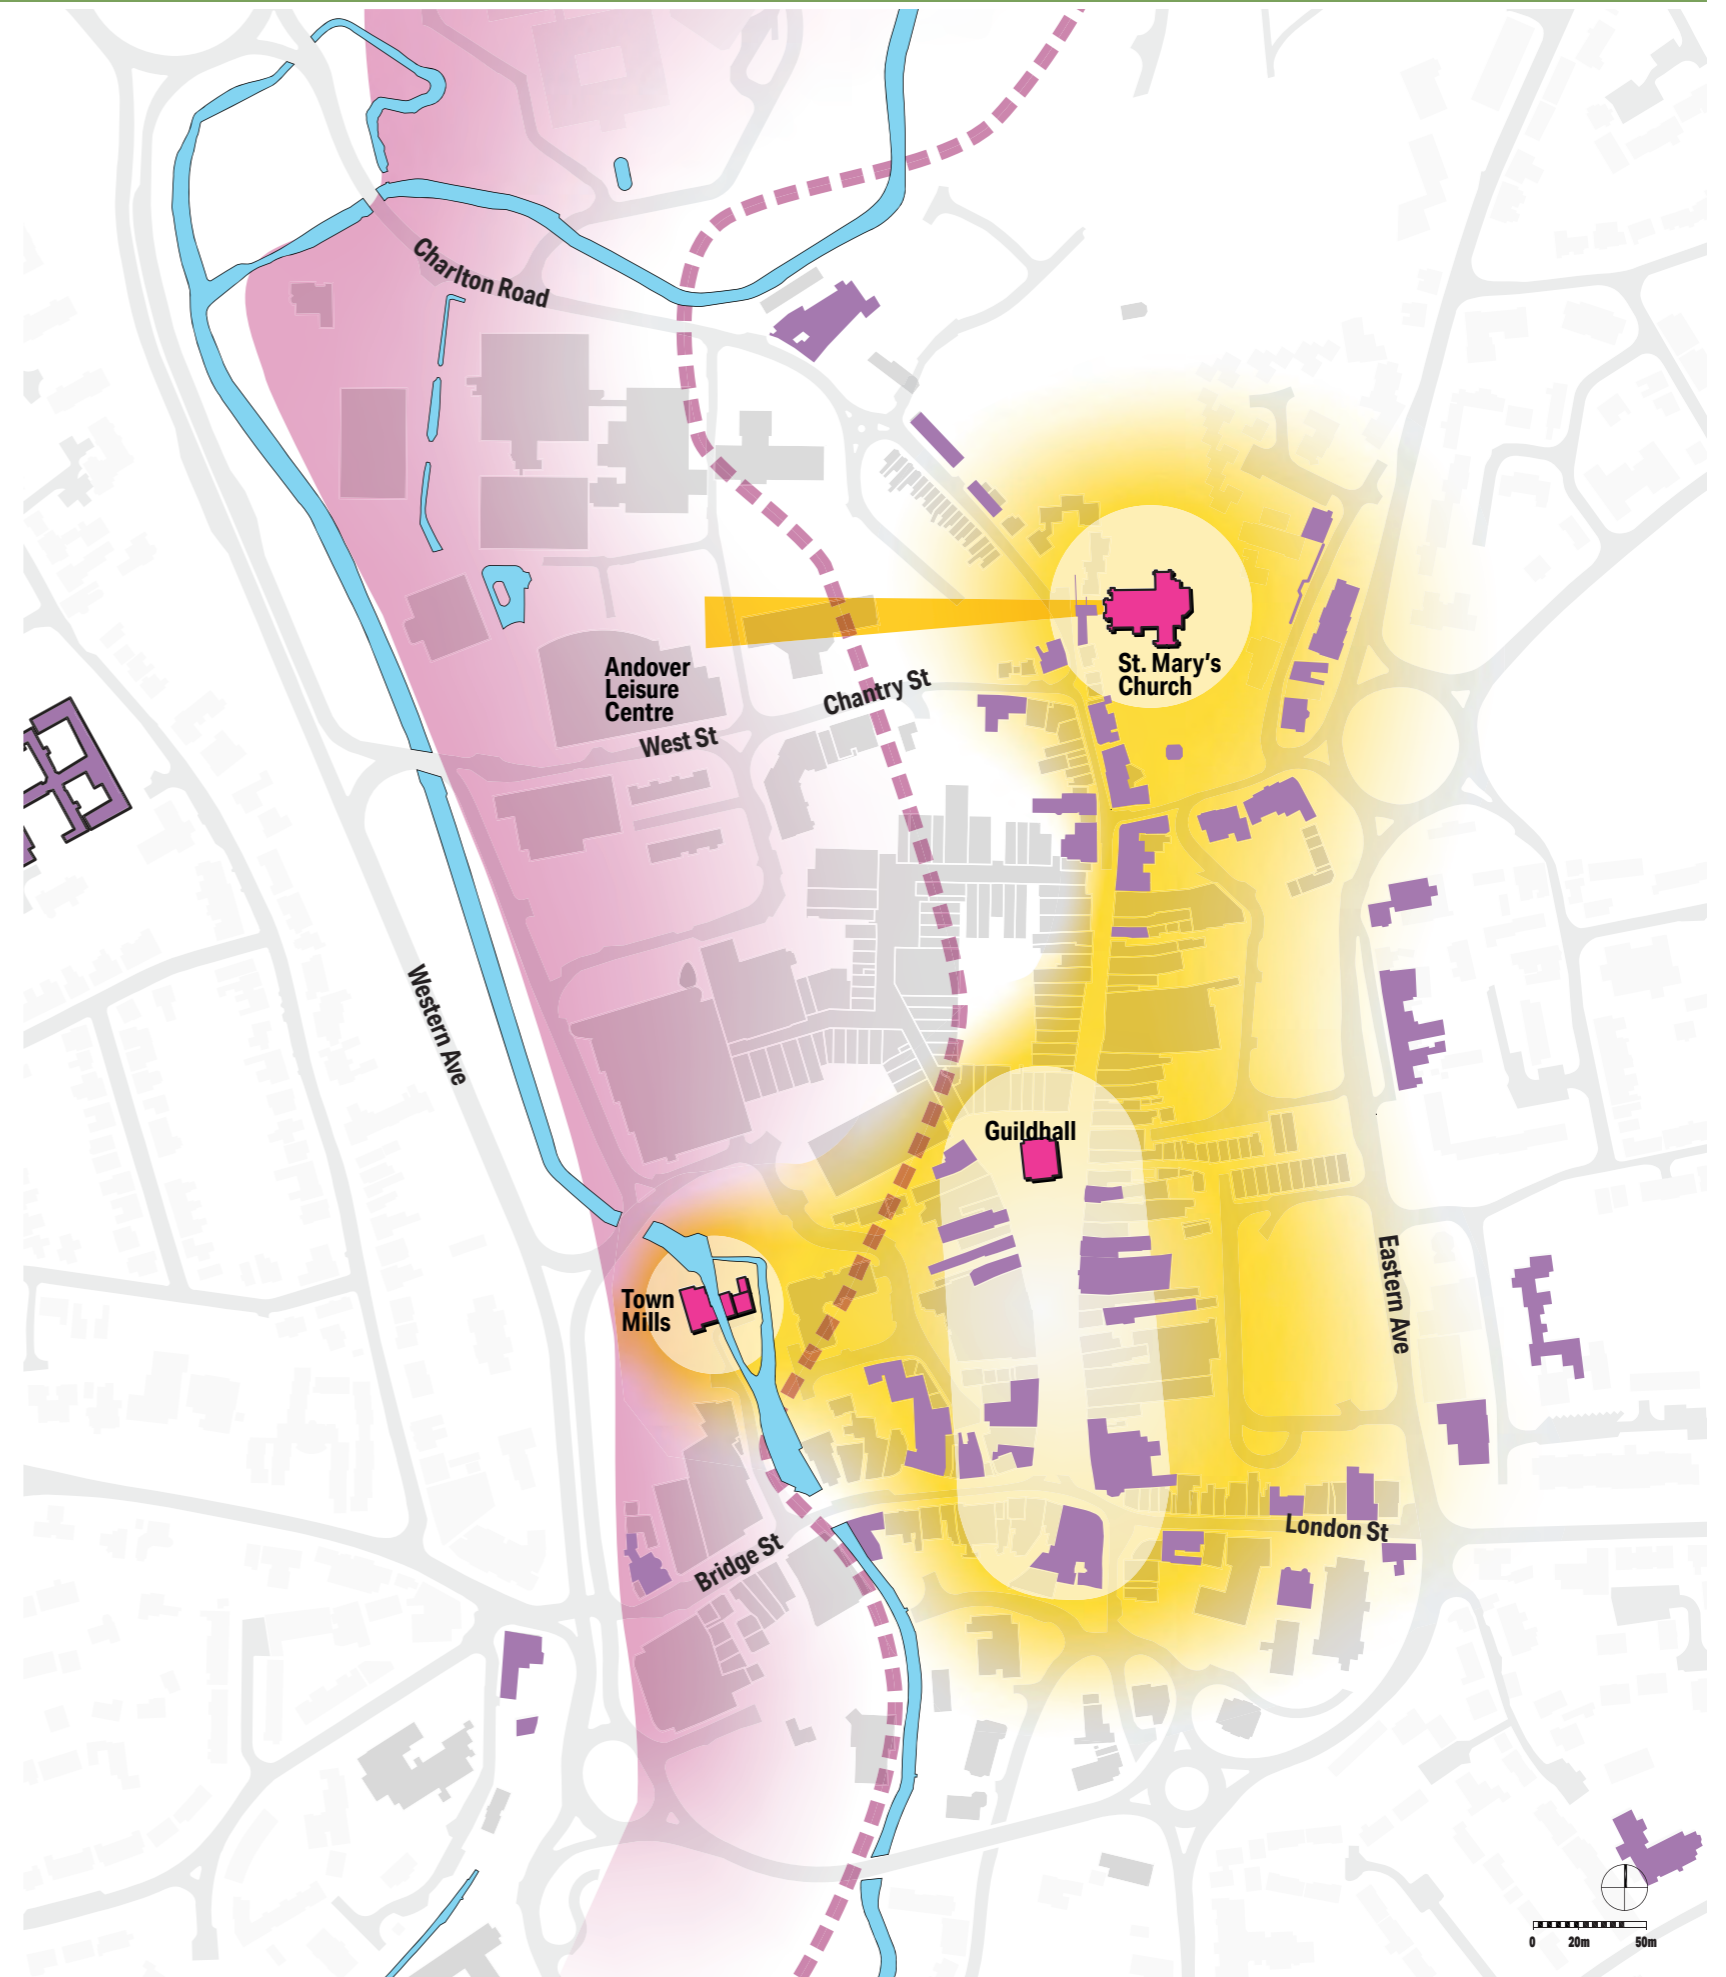 Charlton Road
Andover
Leisure
Centre
St. Mary's
Church
Chantry St
West St
Western Ave
Guildhall
Town
Mills
Eastern Ave
London St
Bridge St
0 20m 50m